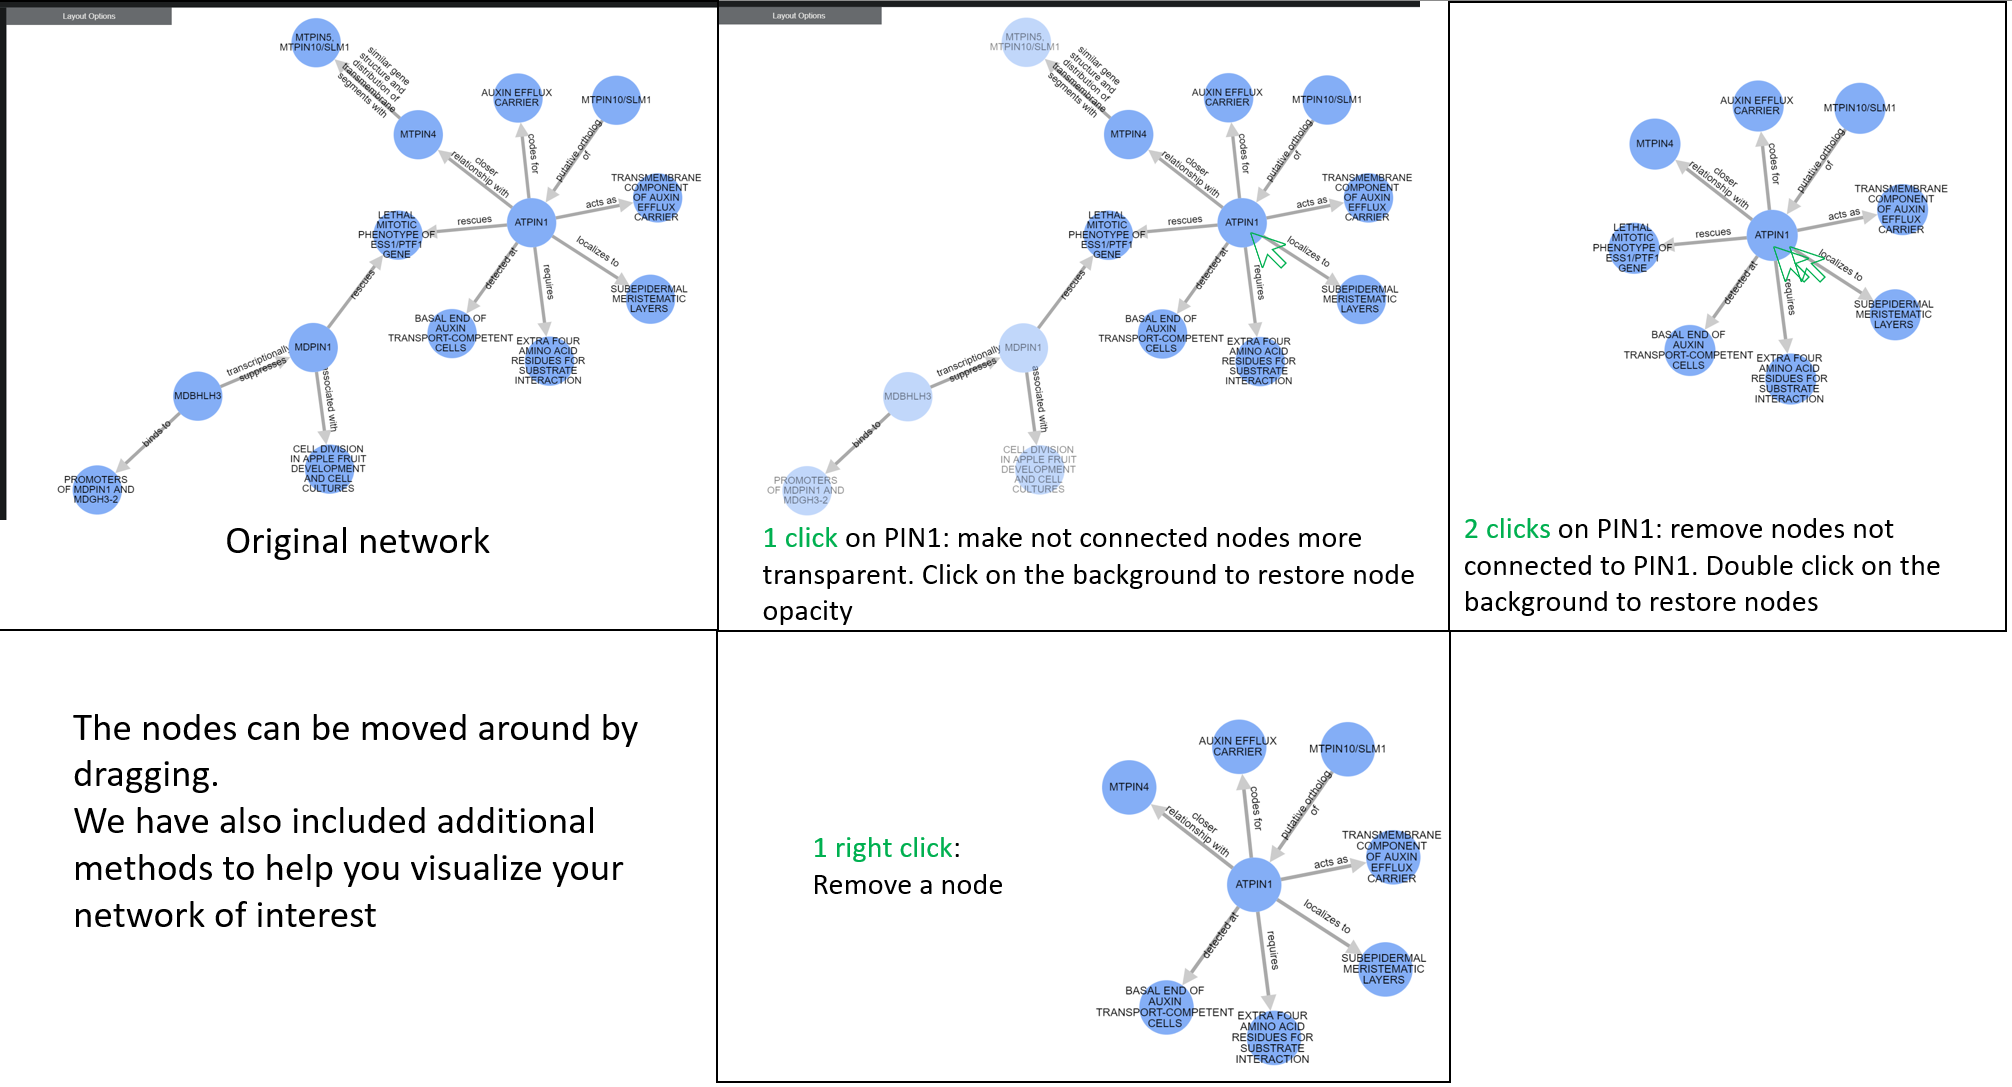 Layout Options
MTPIN5,
MTPIN10/SLM1
similar gene
structure and
distribution of
transmembrane
segments with
MTPIN4
AUXIN EFFLUX
CARRIER
MTPIN10/SLM1
closer
relationship with
codes for
putative ortholog
of
TRANSMEMBRANE
COMPONENT
OF AUXIN
EFFLUX
CARRIER
acts as
ATPIN1
rescues
LETHAL
MITOTIC
PHENOTYPE OF
ESS1/PTF1
GENE
localizes to
detected at
requires
rescues
SUBEPIDERMAL
MERISTEMATIC
LAYERS
BASAL END OF
AUXIN
TRANSPORT-COMPETENT
CELLS
EXTRA FOUR
AMINO ACID
RESIDUES FOR
SUBSTRATE
INTERACTION
MDPIN1
transcriptionally
suppresses
MDBHLH3
associated with
binds to
CELL DIVISION
IN APPLE FRUIT
DEVELOPMENT
AND CELL
CULTURES
PROMOTERS
OF MDPIN1 AND
MDGH3-2
Original network
Layout Options
MTPIN5,
MTPIN10/SLM1
similar gene
structure and
distribution of
transmembrane
segments with
MTPIN4
AUXIN EFFLUX
CARRIER
MTPIN10/SLM1
closer
relationship with
codes for
putative ortholog
of
TRANSMEMBRANE
COMPONENT
OF AUXIN
EFFLUX
CARRIER
acts as
ATPIN1
rescues
LETHAL
MITOTIC
PHENOTYPE OF
ESS1/PTF1
GENE
localizes to
detected at
requires
rescues
SUBEPIDERMAL
MERISTEMATIC
LAYERS
BASAL END OF
AUXIN
TRANSPORT-COMPETENT
CELLS
EXTRA FOUR
AMINO ACID
RESIDUES FOR
SUBSTRATE
INTERACTION
MDPIN1
transcriptionally
suppresses
MDBHLH3
associated with
binds to
CELL DIVISION
IN APPLE FRUIT
DEVELOPMENT
AND CELL
CULTURES
PROMOTERS
OF MDPIN1 AND
MDGH3-2
1 click on PIN1: make not connected nodes more
transparent. Click on the background to restore node
opacity
AUXIN EFFLUX
CARRIER
MTPIN10/SLM1
MTPIN4
closer
relationship with
codes for
putative ortholog
of
TRANSMEMBRANE
COMPONENT
OF AUXIN
EFFLUX
CARRIER
acts as
ATPIN1
rescues
LETHAL
MITOTIC
PHENOTYPE OF
ESS1/PTF1
GENE
localizes to
detected at
requires
SUBEPIDERMAL
MERISTEMATIC
LAYERS
BASAL END OF
AUXIN
TRANSPORT-COMPETENT
CELLS
EXTRA FOUR
AMINO ACID
RESIDUES FOR
SUBSTRATE
INTERACTION
2 clicks on PIN1: remove nodes not
connected to PIN1. Double click on the
background to restore nodes
The nodes can be moved around by
dragging.
We have also included additional
methods to help you visualize your
network of interest
1 right click:
Remove a node
AUXIN EFFLUX
CARRIER
MTPIN10/SLM1
MTPIN4
closer
relationship with
codes for
putative ortholog
of
TRANSMEMBRANE
COMPONENT
OF AUXIN
EFFLUX
CARRIER
acts as
ATPIN1
localizes to
detected at
requires
SUBEPIDERMAL
MERISTEMATIC
LAYERS
BASAL END OF
AUXIN
TRANSPORT-COMPETENT
CELLS
EXTRA FOUR
AMINO ACID
RESIDUES FOR
SUBSTRATE
INTERACTION